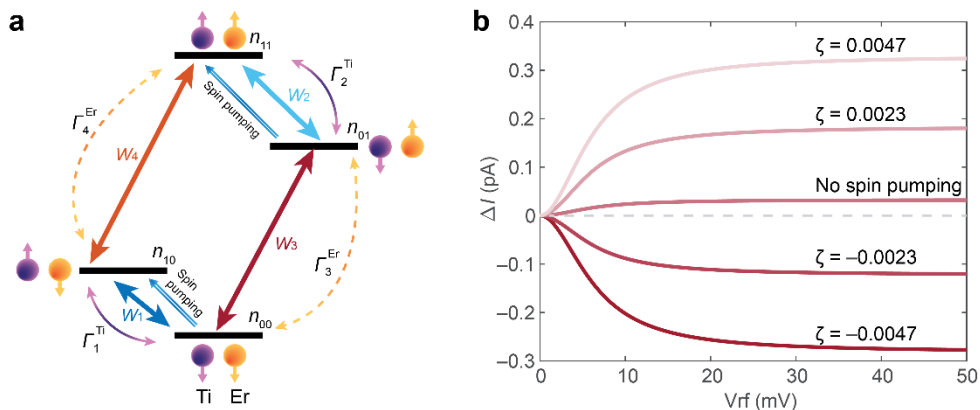 a
n₁₁
Γ₂ᵀⁱ
Γ₄ᴱʳ
Spin pumping
W₂
n₀₁
W₄
W₃
n₁₀
Spin
pumping
Γ₃ᴱʳ
W₁
n₀₀
Γ₁ᵀⁱ
Ti Er
b
0.4
0.3
0.2
0.1
0
−0.1
−0.2
−0.3
ΔI (pA)
ζ = 0.0047
ζ = 0.0023
No spin pumping
ζ = −0.0023
ζ = −0.0047
0 10 20 30 40 50
Vrf (mV)